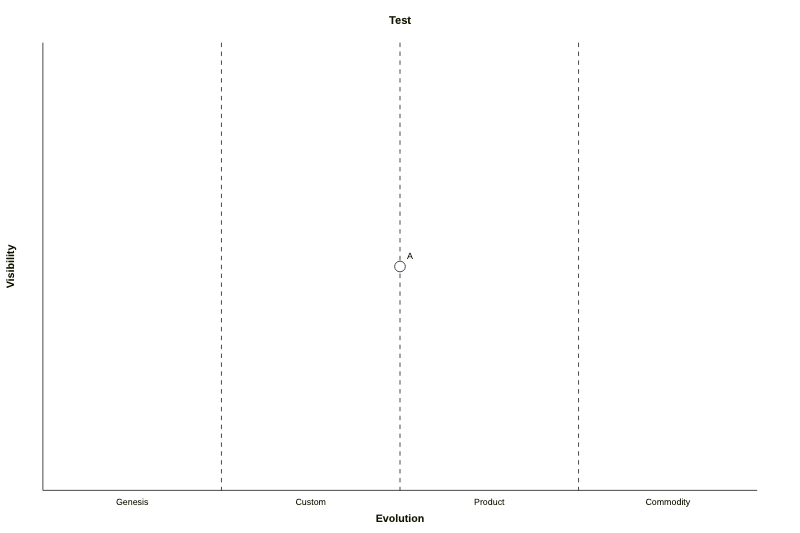 Test
Visibility
A
Genesis
Custom
Product
Commodity
Evolution